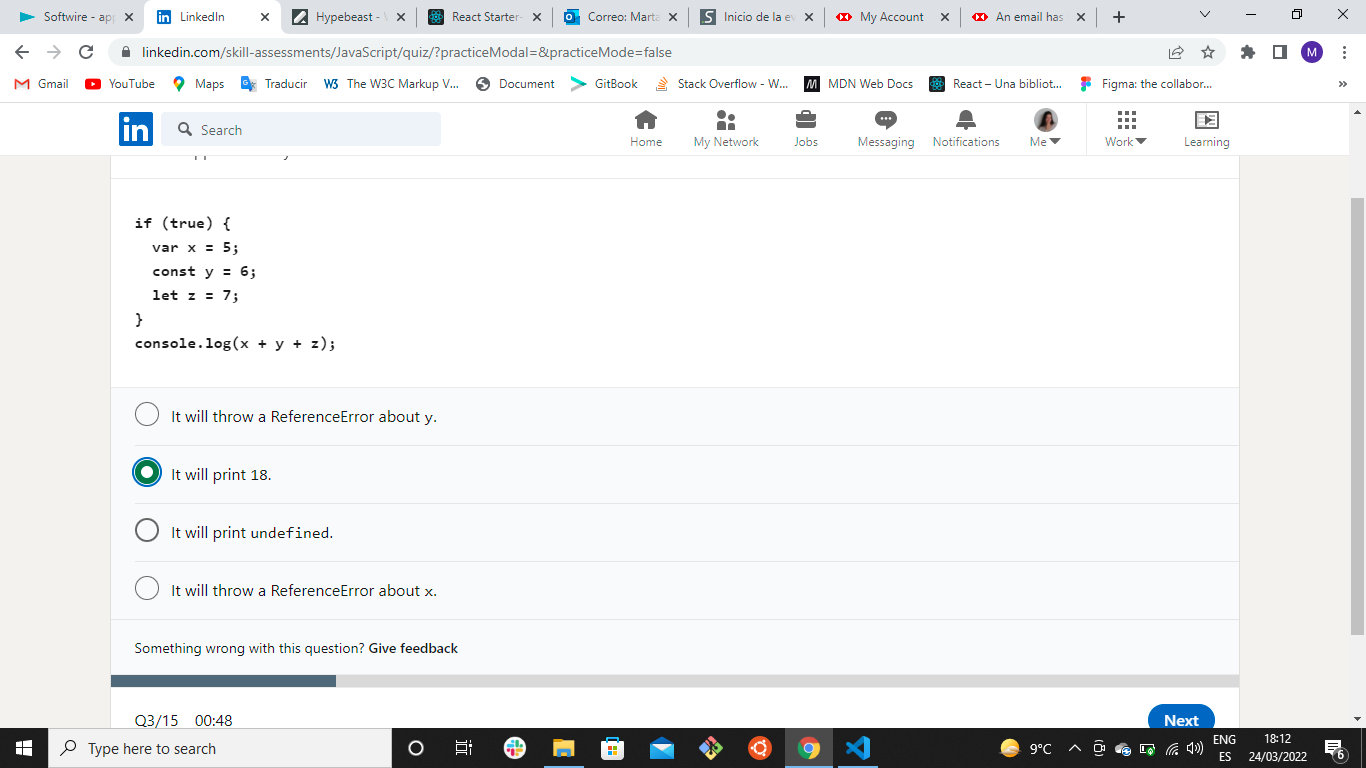 Softwire - app
LinkedIn
Hypebeast -
React Starter-
Correo: Marta
Inicio de la ev
My Account
An email has
linkedin.com/skill-assessments/JavaScript/quiz/?practiceModal=&practiceMode=false
M
Gmail
YouTube
Maps
Traducir
The W3C Markup V...
Document
GitBook
Stack Overflow - W...
MDN Web Docs
React – Una bibliot...
Figma: the collabor...
in
Search
Home
My Network
Jobs
Messaging
Notifications
Me
Work
Learning
if (true) {
var x = 5;
const y = 6;
let z = 7;
}
console.log(x + y + z);
It will throw a ReferenceError about y.
It will print 18.
It will print undefined.
It will throw a ReferenceError about x.
Something wrong with this question? Give feedback
Q3/15 00:48
Next
Type here to search
9°C
ENG
ES
18:12
24/03/2022
6